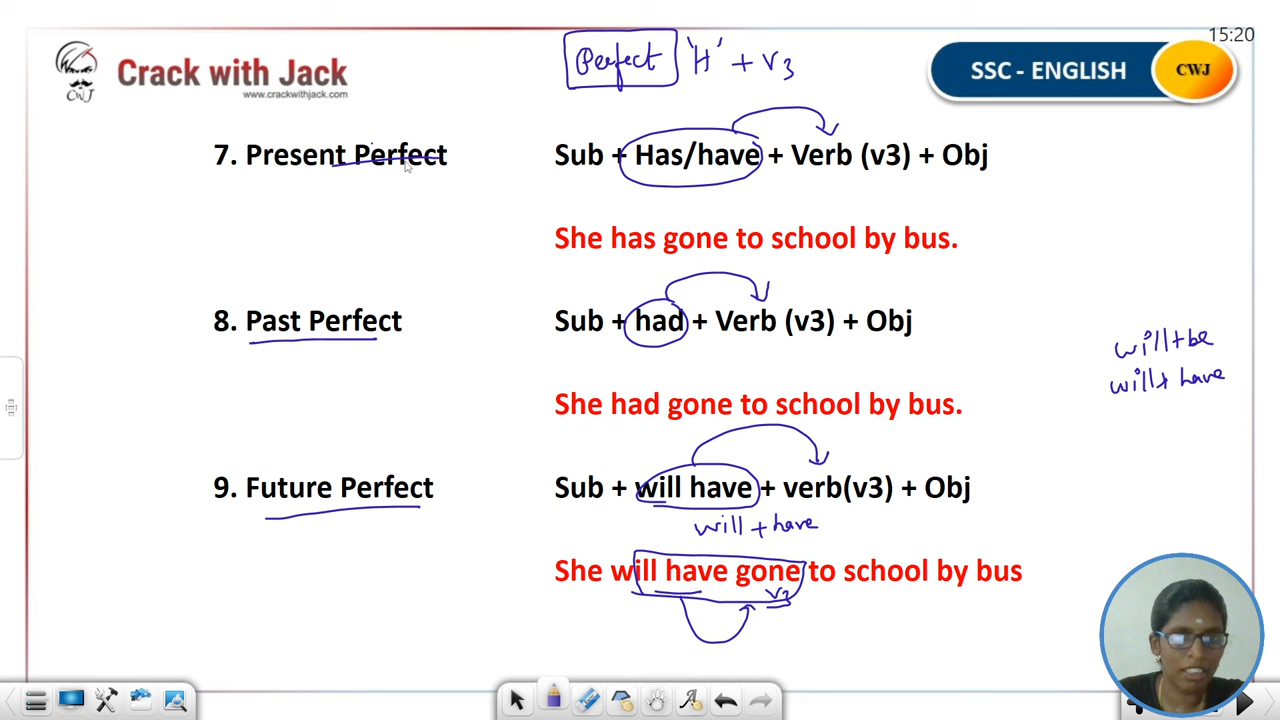 15:20
Perfect 'H' + v3
Crack with Jack
www.crackwithjack.com
SSC - ENGLISH
CWJ
CWJ
7. Present Perfect Sub + Has/have + Verb (v3) + Obj
She has gone to school by bus.
8. Past Perfect Sub + had + Verb (v3) + Obj
will+be
will+ have
She had gone to school by bus.
9. Future Perfect Sub + will have + verb(v3) + Obj
will + have
She will have gone to school by bus
v3